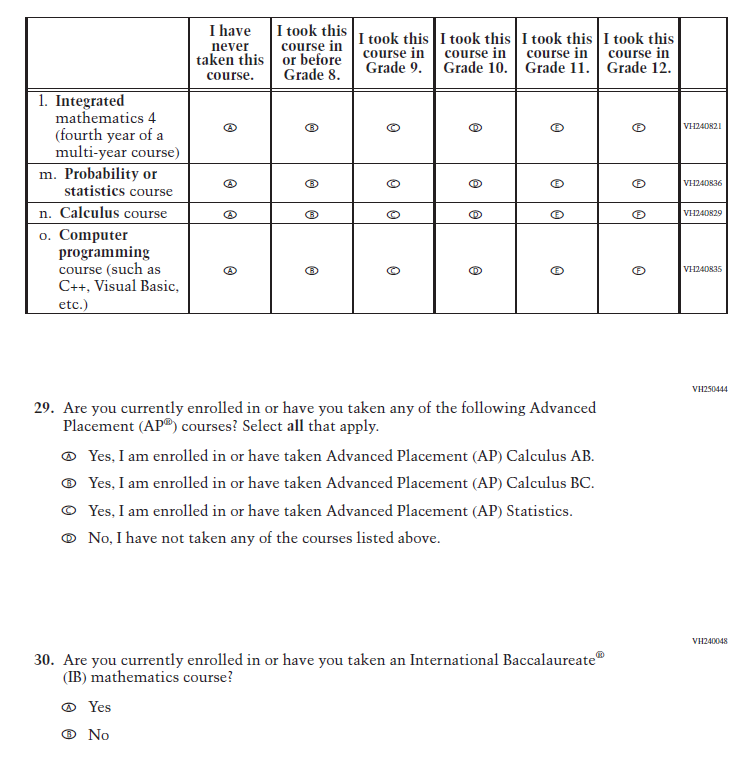 I have never taken this course.
I took this course in or before Grade 8.
I took this course in Grade 9.
I took this course in Grade 10.
I took this course in Grade 11.
I took this course in Grade 12.
l. Integrated
mathematics 4
(fourth year of a
multi-year course)
A B C D E F VH240821
m. Probability or
statistics course
A B C D E F VH240836
n. Calculus course A B C D E F VH240829
o. Computer
programming
course (such as
C++, Visual Basic,
etc.)
A B C D E F VH240835
VH250444
29. Are you currently enrolled in or have you taken any of the following Advanced
Placement (AP®) courses? Select all that apply.
A Yes, I am enrolled in or have taken Advanced Placement (AP) Calculus AB.
B Yes, I am enrolled in or have taken Advanced Placement (AP) Calculus BC.
C Yes, I am enrolled in or have taken Advanced Placement (AP) Statistics.
D No, I have not taken any of the courses listed above.
VH240048
30. Are you currently enrolled in or have you taken an International Baccalaureate®
(IB) mathematics course?
A Yes
B No